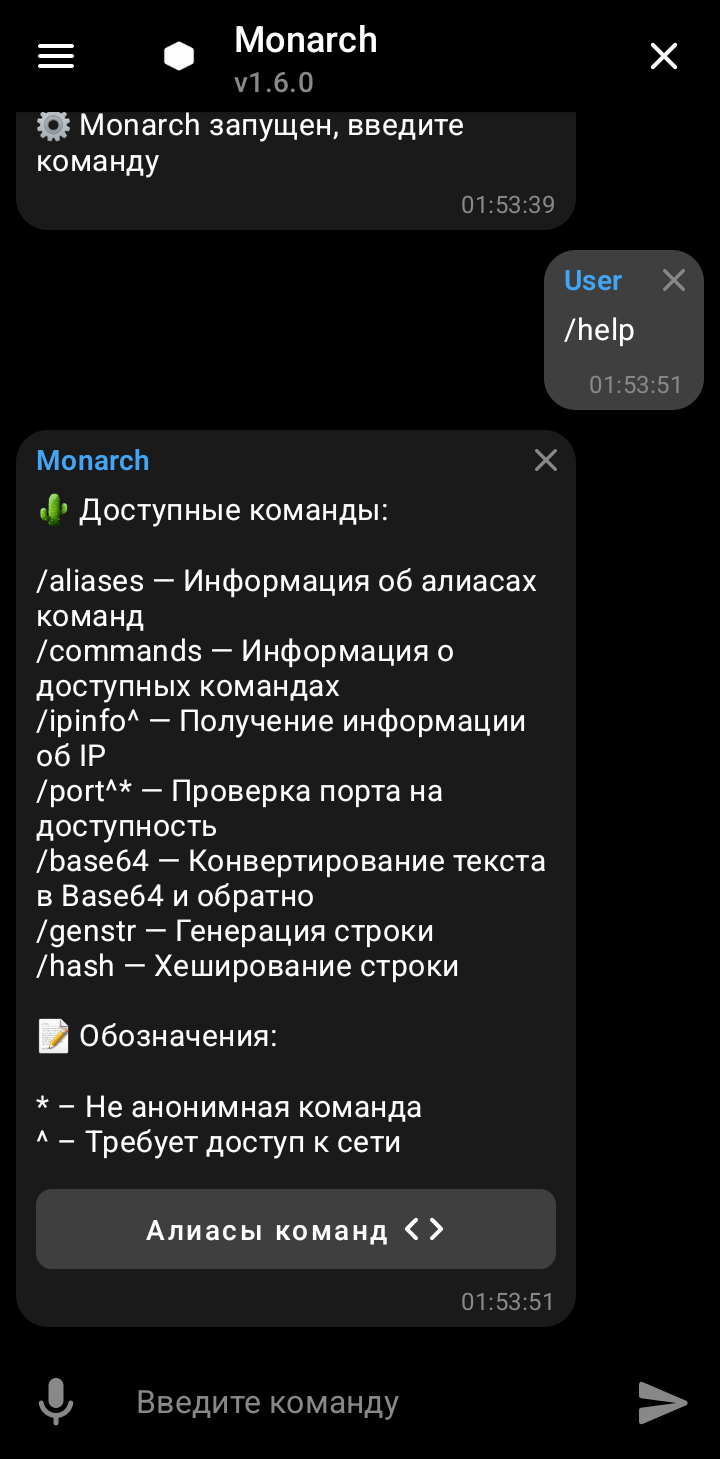 Monarch
v1.6.0
⚙️ Monarch запущен, введите
команду
01:53:39
User
/help
01:53:51
Monarch
🌵 Доступные команды:
/aliases — Информация об алиасах
команд
/commands — Информация о
доступных командах
/ipinfo^ — Получение информации
об IP
/port^* — Проверка порта на
доступность
/base64 — Конвертирование текста
в Base64 и обратно
/genstr — Генерация строки
/hash — Хеширование строки
📝 Обозначения:
* – Не анонимная команда
^ – Требует доступ к сети
Алиасы команд <>
01:53:51
Введите команду